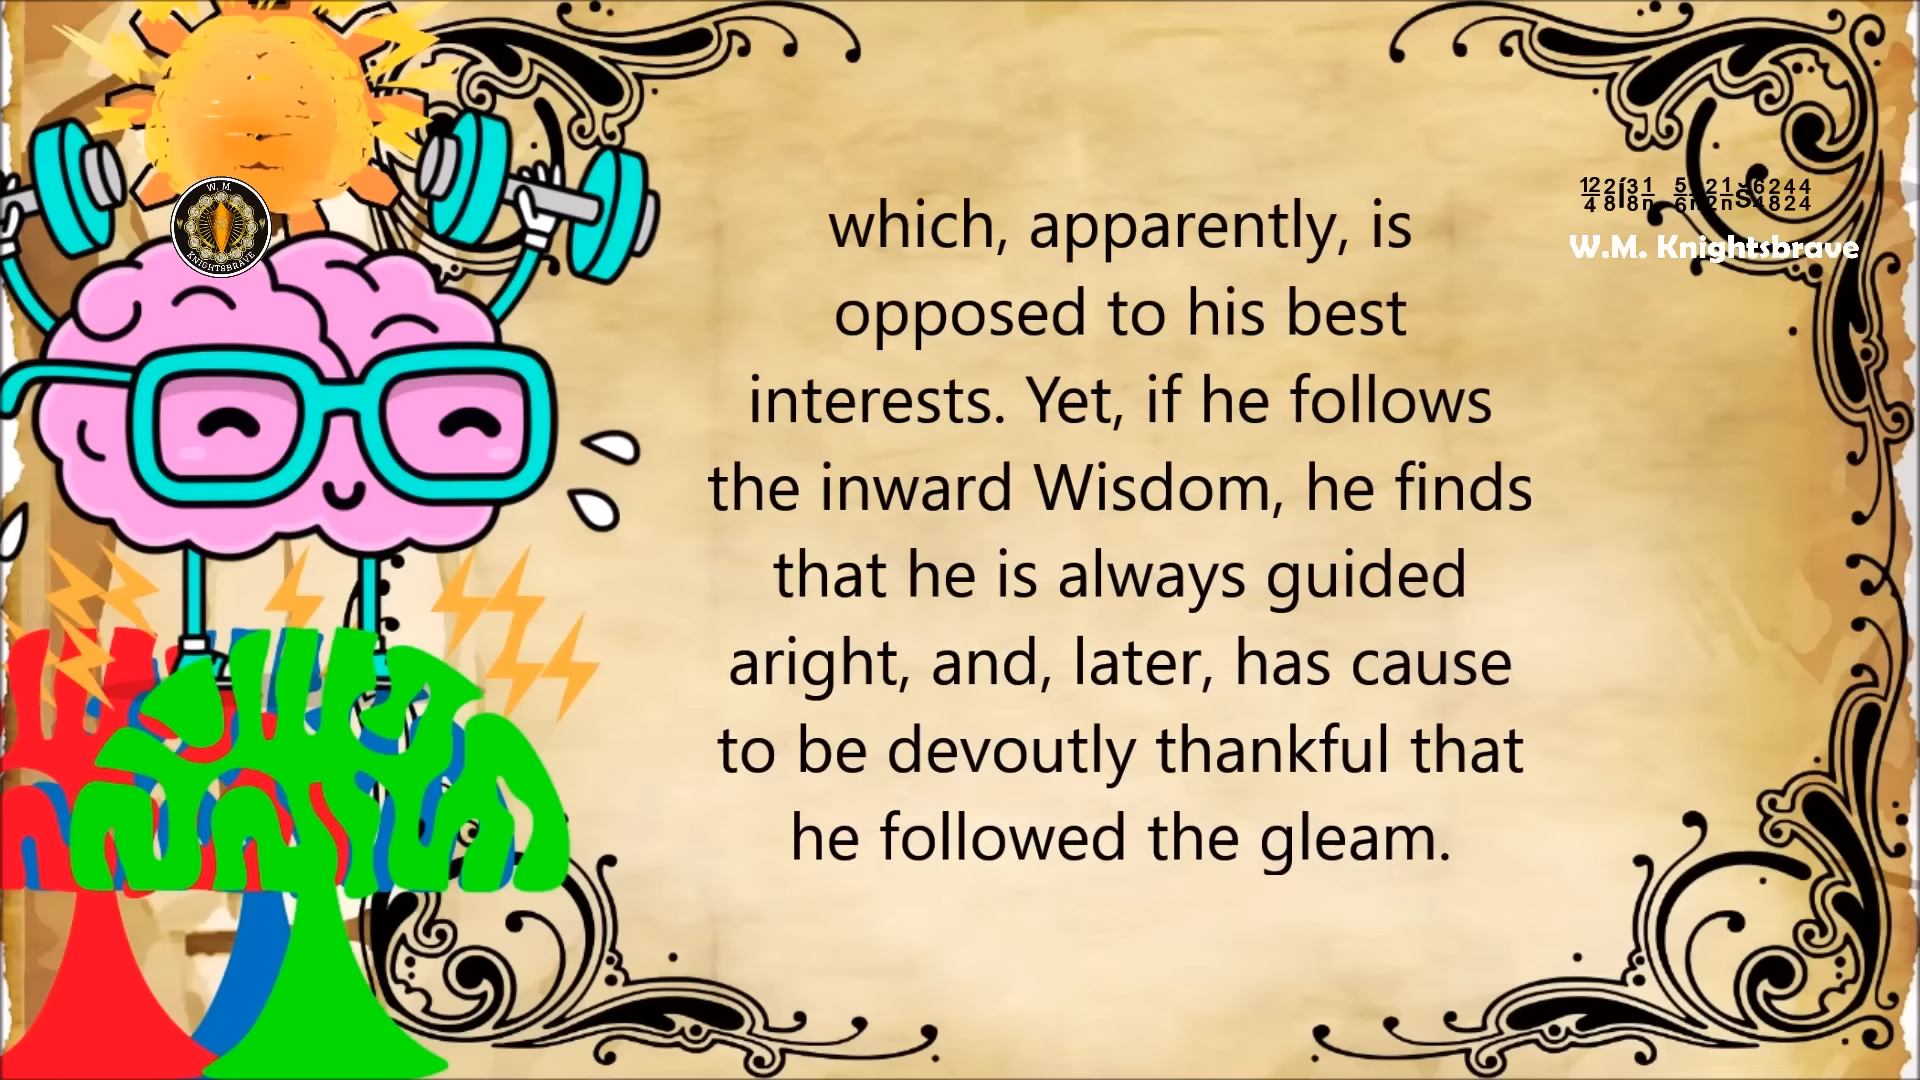 W. M.
KNIGHTSBRAVE
W.M. Knightsbrave
which, apparently, is
opposed to his best
interests. Yet, if he follows
the inward Wisdom, he finds
that he is always guided
aright, and, later, has cause
to be devoutly thankful that
he followed the gleam.